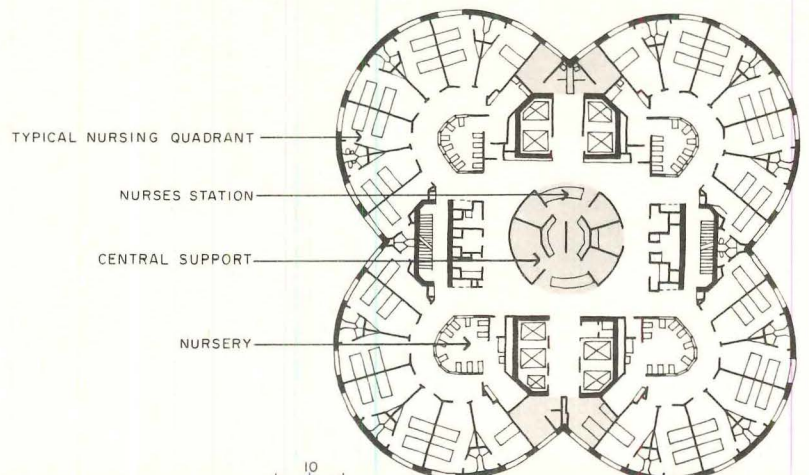 TYPICAL NURSING QUADRANT
NURSES STATION
CENTRAL SUPPORT
NURSERY
10